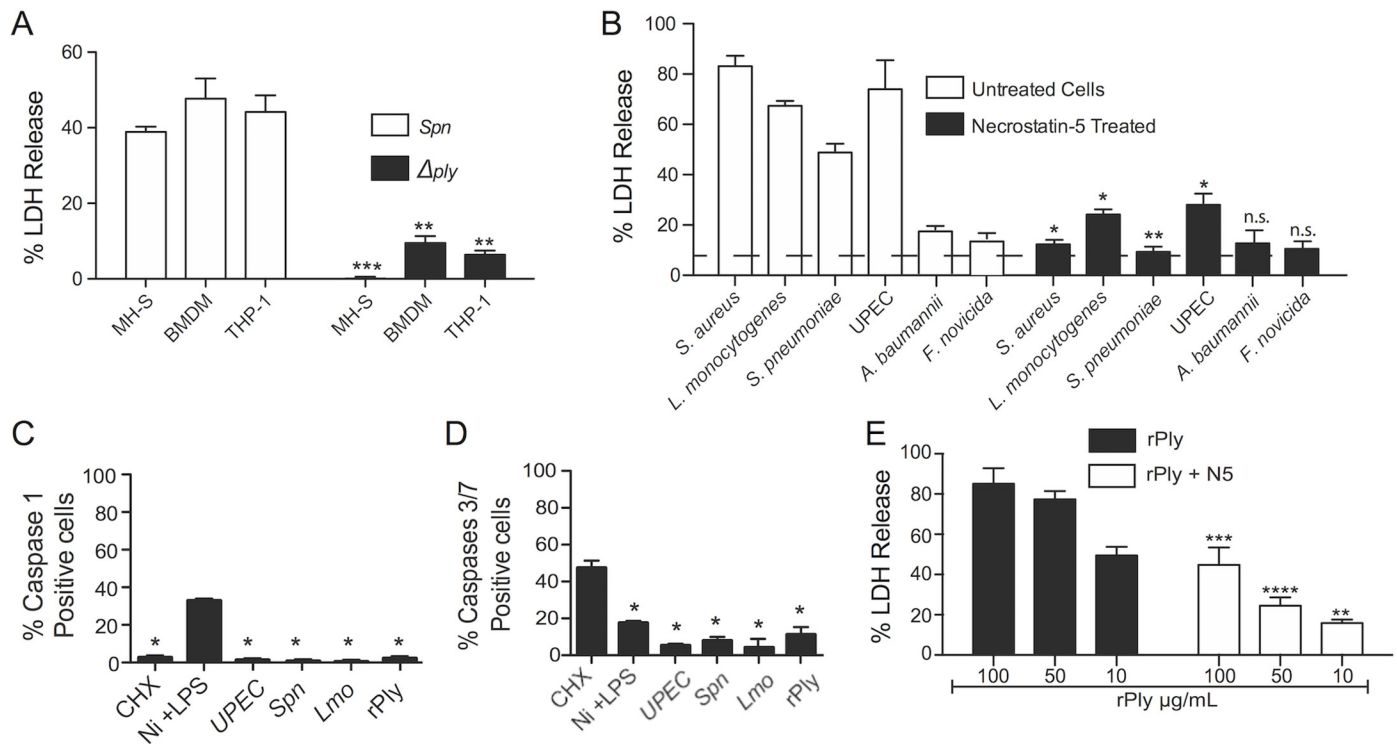 A
% LDH Release
60
40
20
0
Spn
Δply
***
**
**
MH-S
BMDM
THP-1
MH-S
BMDM
THP-1
B
% LDH Release
100
80
60
40
20
0
Untreated Cells
Necrostatin-5 Treated
*
*
**
*
n.s.
n.s.
S. aureus
L. monocytogenes
S. pneumoniae
UPEC
A. baumannii
F. novicida
S. aureus
L. monocytogenes
S. pneumoniae
UPEC
A. baumannii
F. novicida
C
% Caspase 1
Positive cells
100
80
60
40
20
0
*
*
*
*
*
CHX
Ni +LPS
UPEC
Spn
Lmo
rPly
D
% Caspases 3/7
Positive cells
100
80
60
40
20
0
*
*
*
*
*
CHX
Ni +LPS
UPEC
Spn
Lmo
rPly
E
% LDH Release
100
80
60
40
20
0
rPly
rPly + N5
***
****
**
100 50 10 100 50 10
rPly µg/mL